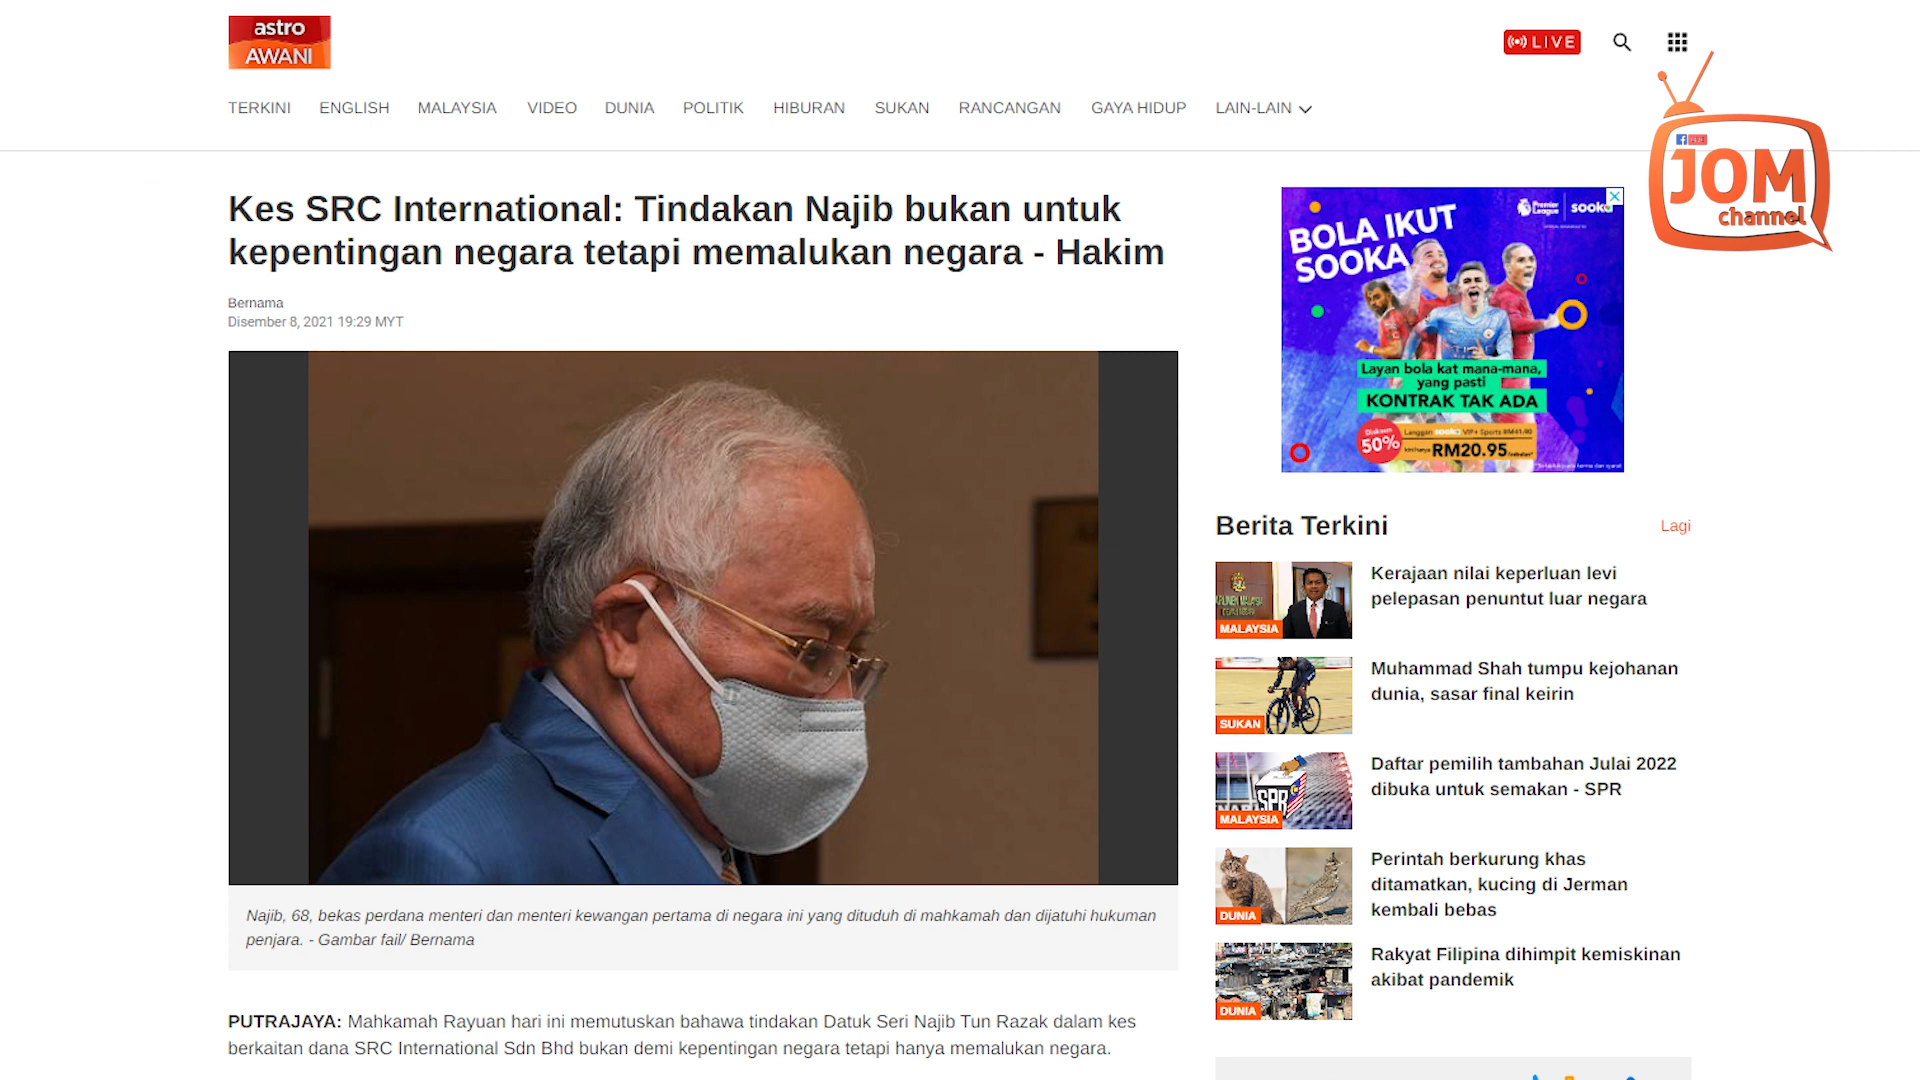 astro
AWANI
LIVE
TERKINI ENGLISH MALAYSIA VIDEO DUNIA POLITIK HIBURAN SUKAN RANCANGAN GAYA HIDUP LAIN-LAIN
JOM
channel
Kes SRC International: Tindakan Najib bukan untuk
kepentingan negara tetapi memalukan negara - Hakim
Bernama
Disember 8, 2021 19:29 MYT
Premier
League
sooka
BOLA IKUT
SOOKA
Layan bola kat mana-mana,
yang pasti
KONTRAK TAK ADA
Diskaun
50%
Langgan sooka VIP+ Sports RM41.90
RM20.95
Najib, 68, bekas perdana menteri dan menteri kewangan pertama di negara ini yang dituduh di mahkamah dan dijatuhi hukuman
penjara. - Gambar fail/ Bernama
PUTRAJAYA: Mahkamah Rayuan hari ini memutuskan bahawa tindakan Datuk Seri Najib Tun Razak dalam kes
berkaitan dana SRC International Sdn Bhd bukan demi kepentingan negara tetapi hanya memalukan negara.
Berita Terkini
Lagi
MALAYSIA
Kerajaan nilai keperluan levi
pelepasan penuntut luar negara
SUKAN
Muhammad Shah tumpu kejohanan
dunia, sasar final keirin
SPR
MALAYSIA
Daftar pemilih tambahan Julai 2022
dibuka untuk semakan - SPR
DUNIA
Perintah berkurung khas
ditamatkan, kucing di Jerman
kembali bebas
DUNIA
Rakyat Filipina dihimpit kemiskinan
akibat pandemik